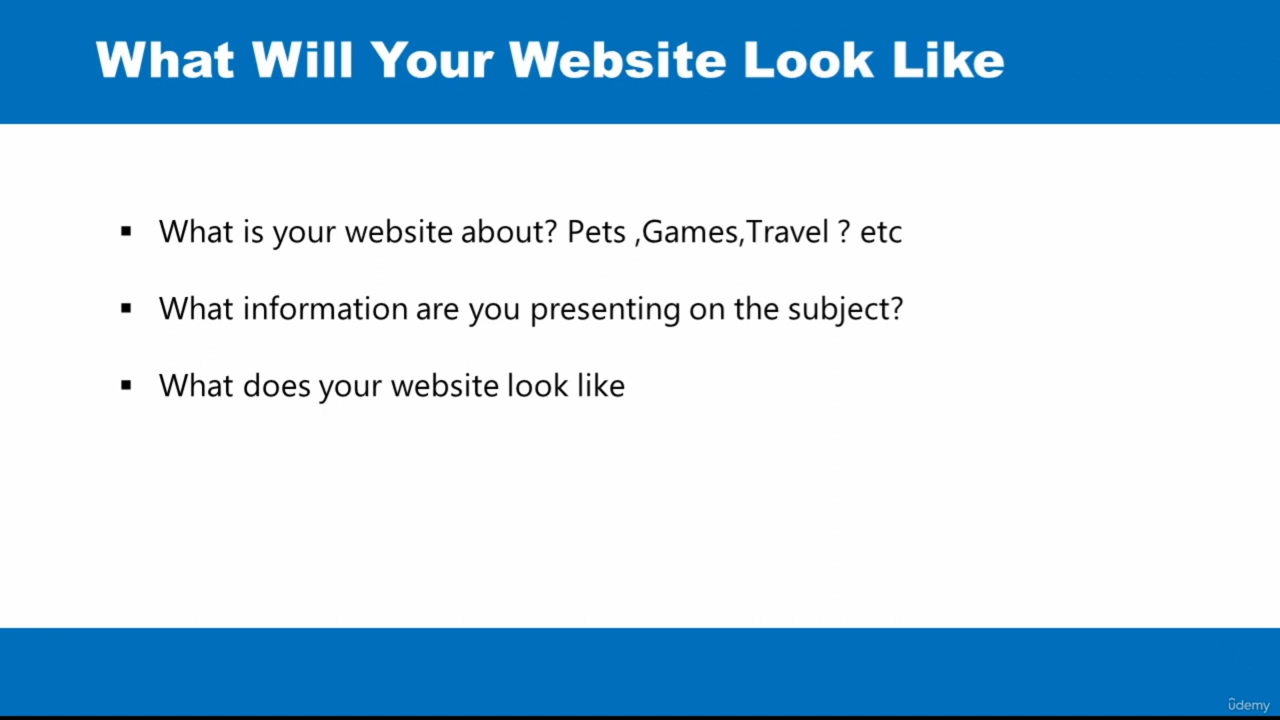 What Will Your Website Look Like
▪ What is your website about? Pets ,Games,Travel ? etc
▪ What information are you presenting on the subject?
▪ What does your website look like
ûdemy